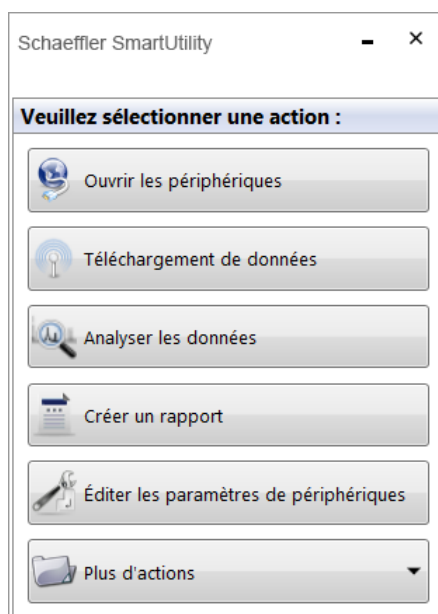 Schaeffler SmartUtility
Veuillez sélectionner une action :
Ouvrir les périphériques
Téléchargement de données
Analyser les données
Créer un rapport
Éditer les paramètres de périphériques
Plus d'actions